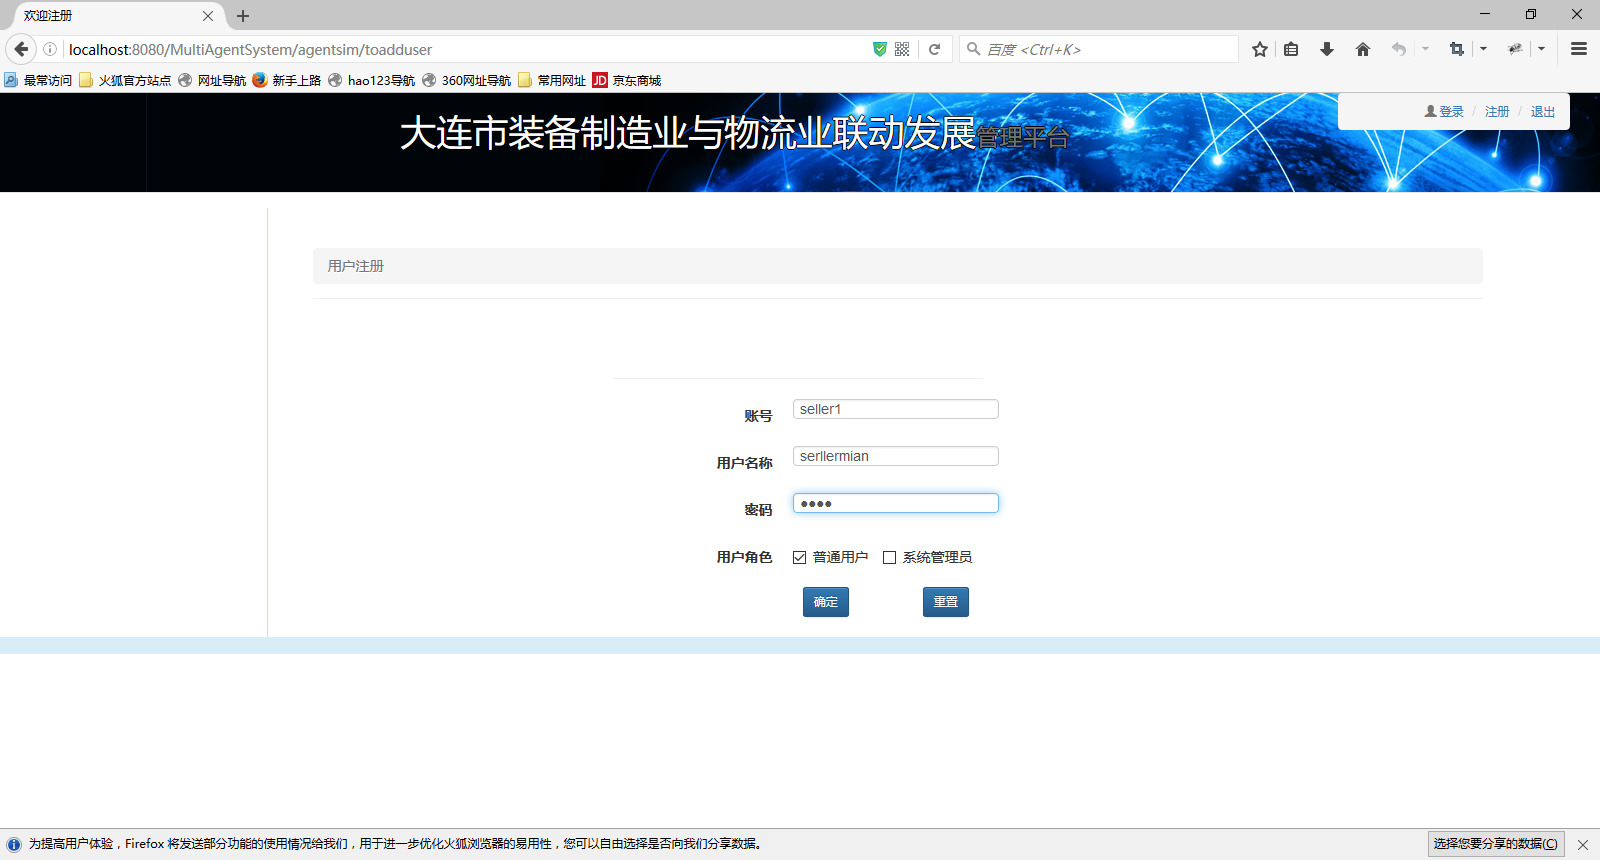 欢迎注册
localhost:8080/MultiAgentSystem/agentsim/toadduser
百度 <Ctrl+K>
最常访问 火狐官方站点 网址导航 新手上路 hao123导航 360网址导航 常用网址 JD 京东商城
登录 / 注册 / 退出
大连市装备制造业与物流业联动发展管理平台
用户注册
账号 seller1
用户名称 serllermian
密码 ●●●●
用户角色 普通用户 系统管理员
确定 重置
为提高用户体验，Firefox 将发送部分功能的使用情况给我们，用于进一步优化火狐浏览器的易用性，您可以自由选择是否向我们分享数据。 选择您要分享的数据(C)